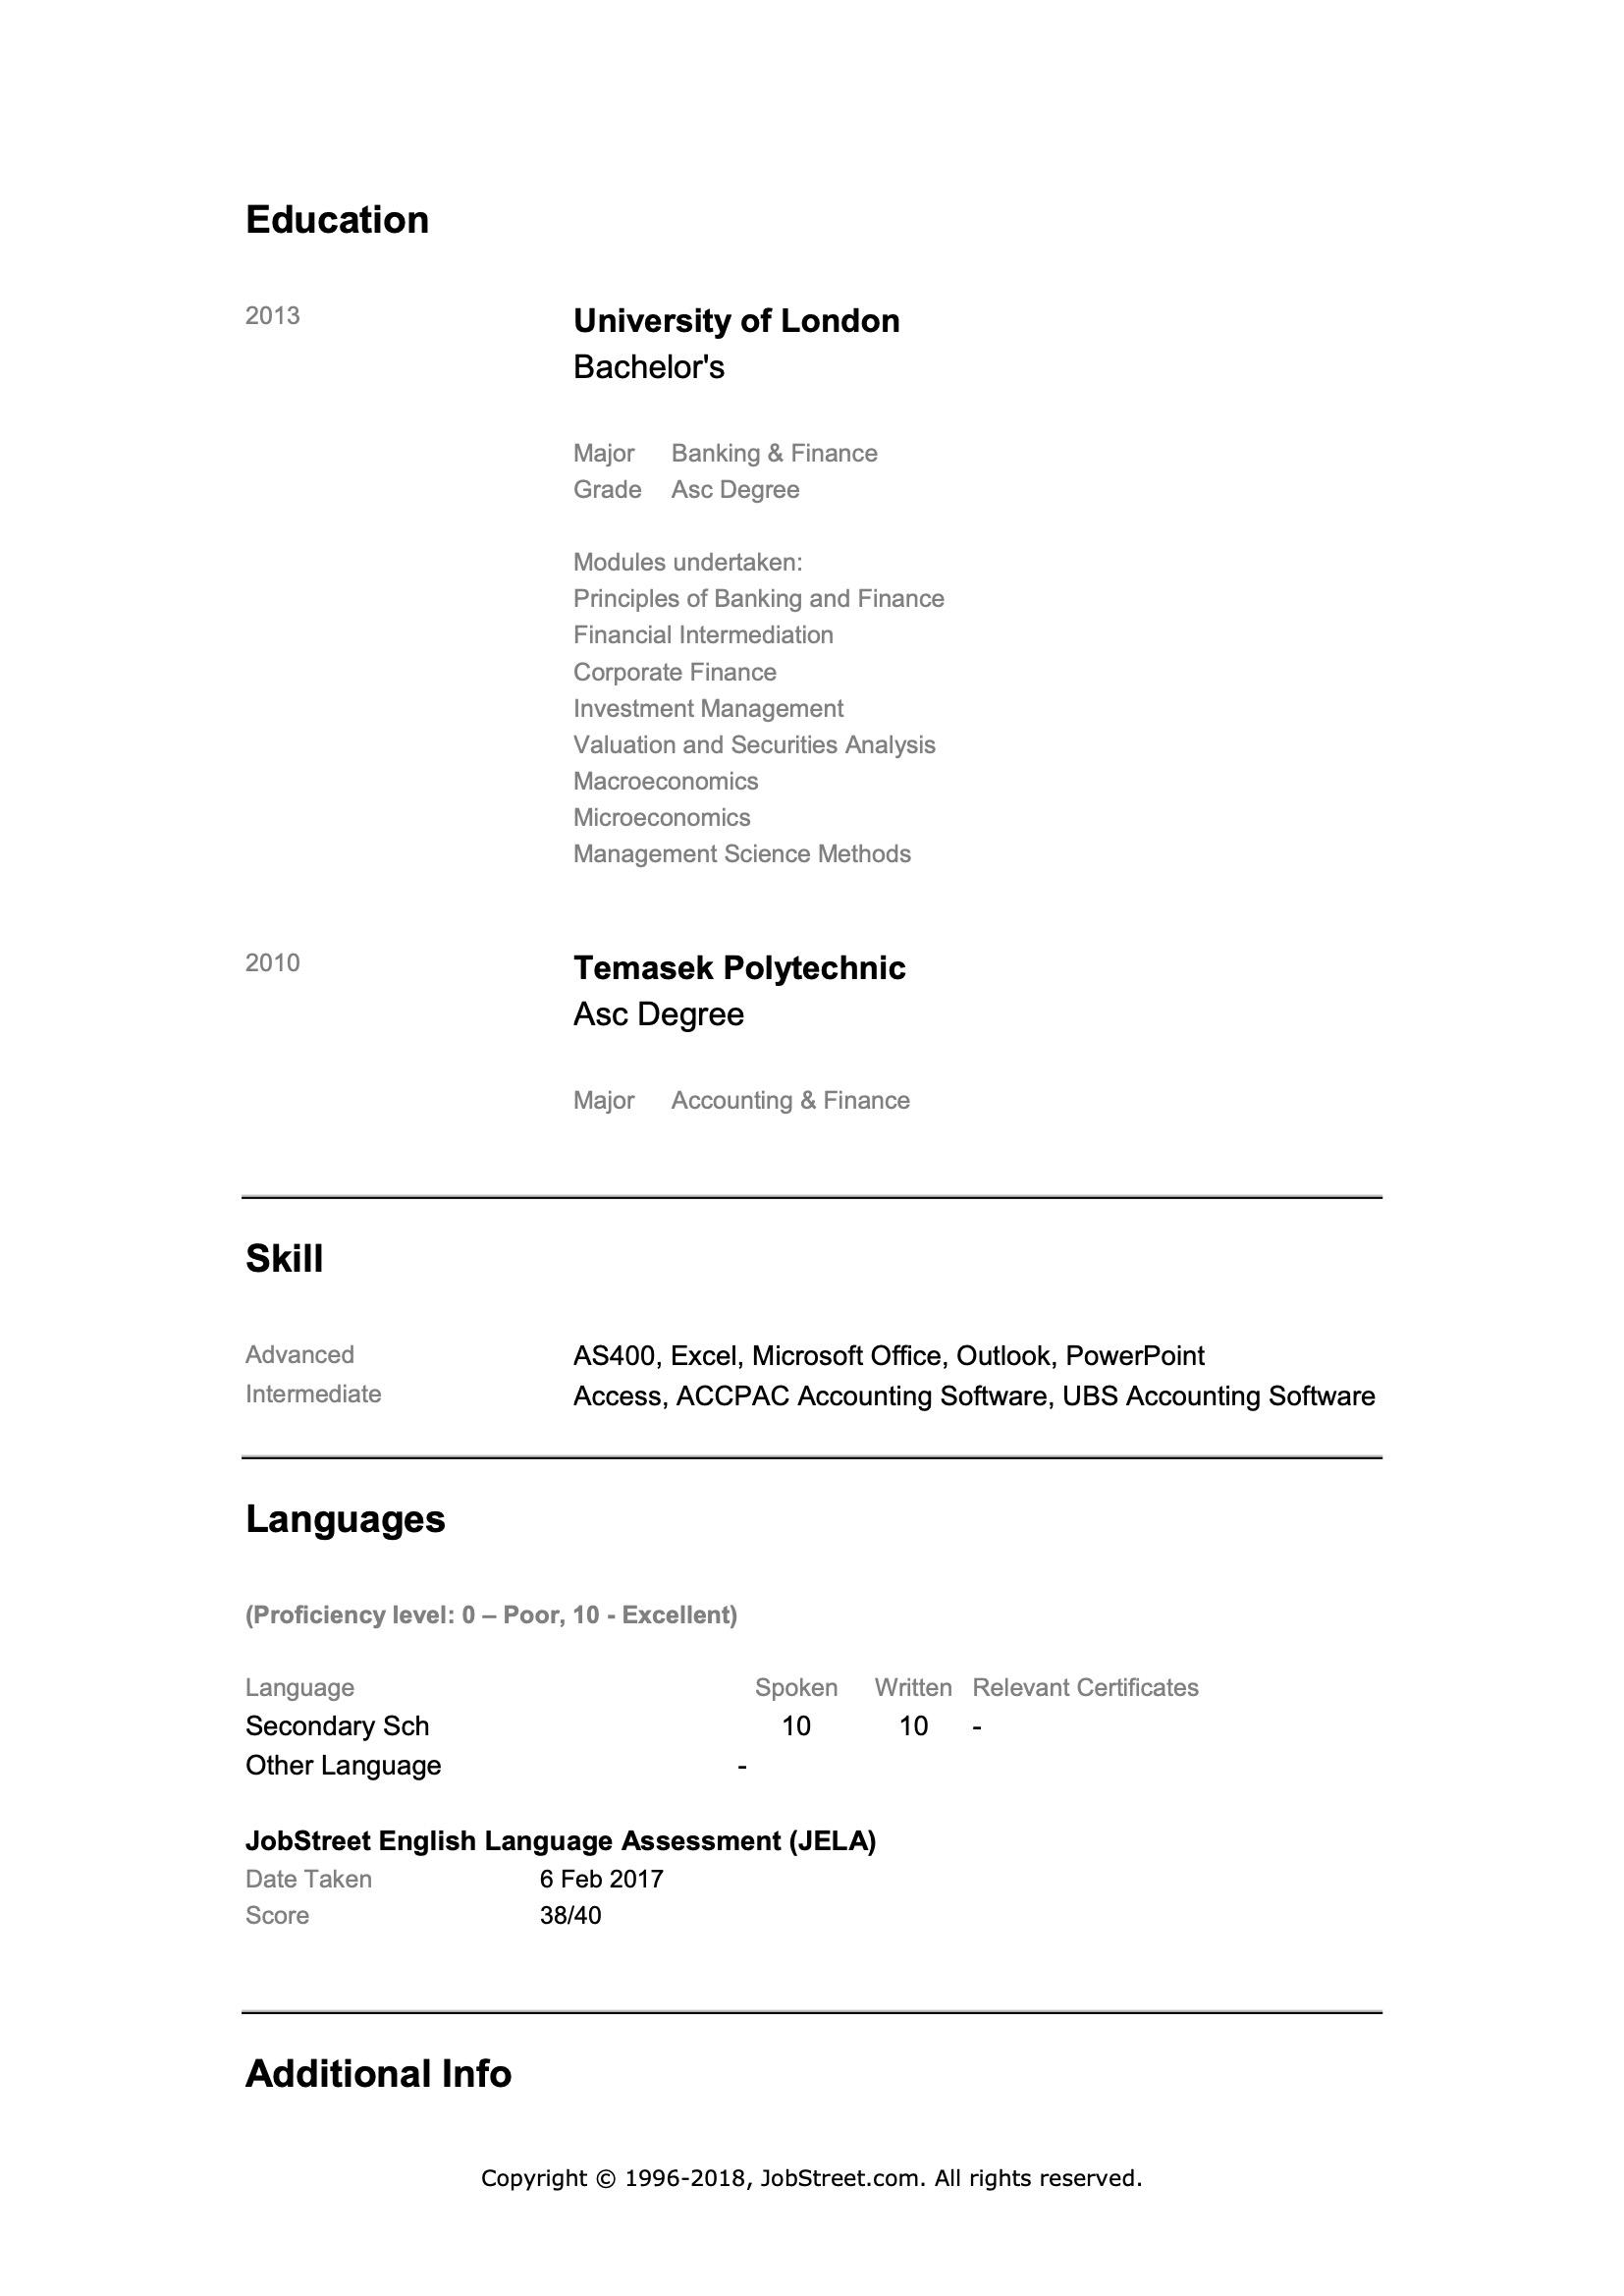 Education
2013 University of London
Bachelor's
Major Banking & Finance
Grade Asc Degree
Modules undertaken:
Principles of Banking and Finance
Financial Intermediation
Corporate Finance
Investment Management
Valuation and Securities Analysis
Macroeconomics
Microeconomics
Management Science Methods
2010 Temasek Polytechnic
Asc Degree
Major Accounting & Finance
Skill
Advanced AS400, Excel, Microsoft Office, Outlook, PowerPoint
Intermediate Access, ACCPAC Accounting Software, UBS Accounting Software
Languages
(Proficiency level: 0 – Poor, 10 - Excellent)
Language Spoken Written Relevant Certificates
Secondary Sch 10 10 -
Other Language -
JobStreet English Language Assessment (JELA)
Date Taken 6 Feb 2017
Score 38/40
Additional Info
Copyright © 1996-2018, JobStreet.com. All rights reserved.